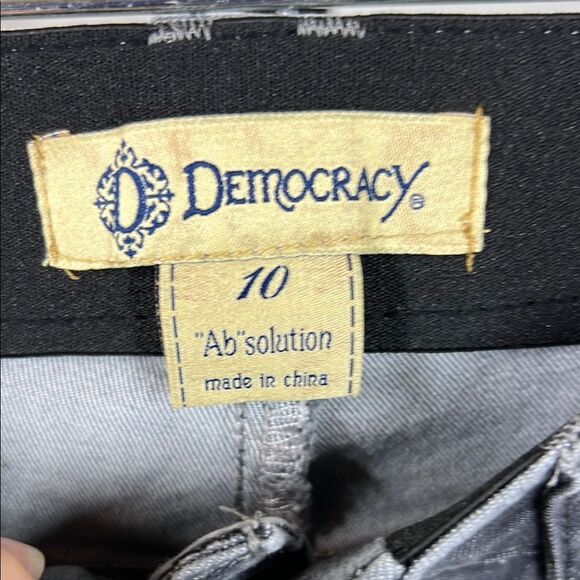 D DEMOCRACY®
10
"Ab"solution
made in china